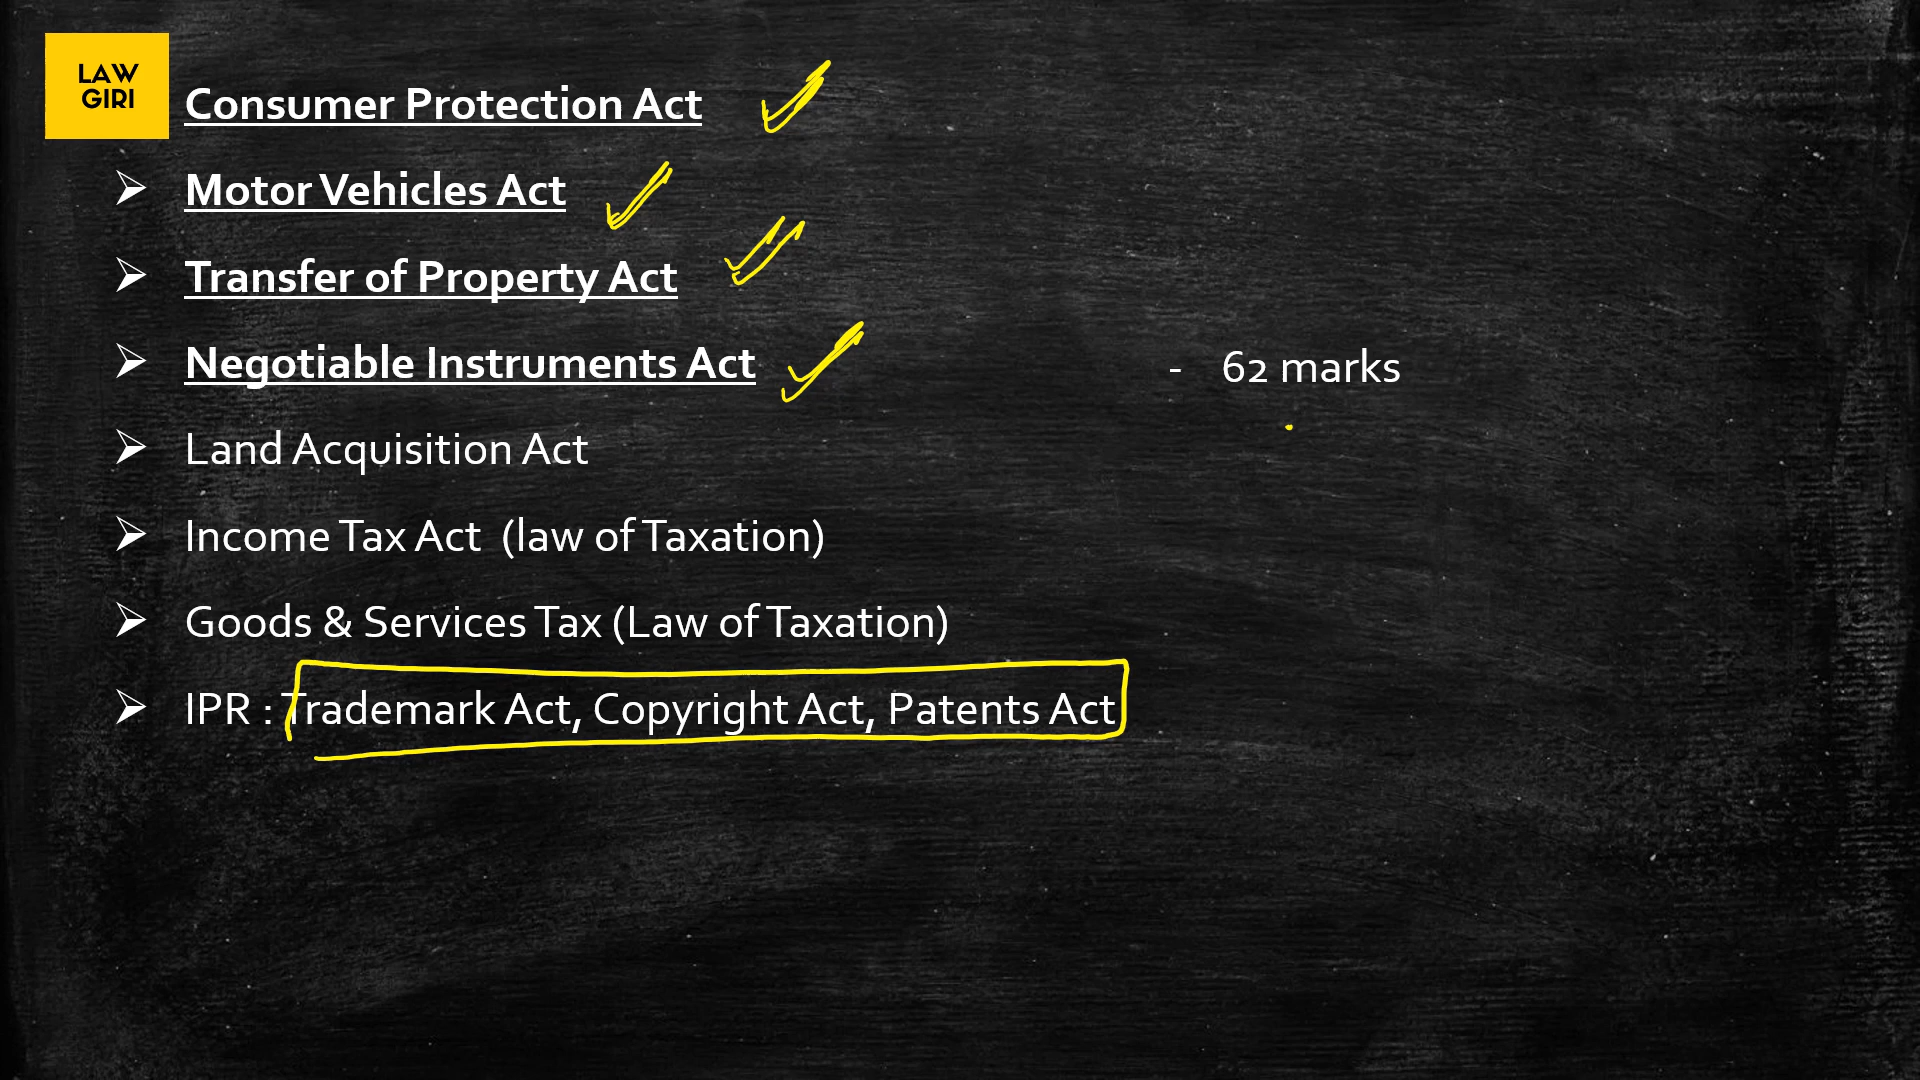 LAW
GIRI
Consumer Protection Act
Motor Vehicles Act
Transfer of Property Act
Negotiable Instruments Act - 62 marks
Land Acquisition Act
Income Tax Act (law of Taxation)
Goods & Services Tax (Law of Taxation)
IPR : Trademark Act, Copyright Act, Patents Act